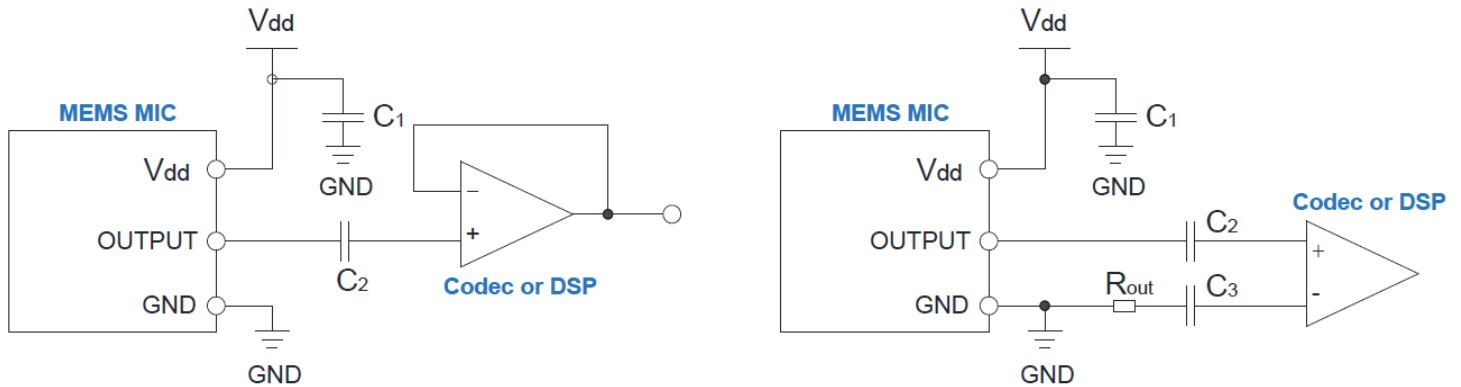 Vdd
MEMS MIC
C1
Vdd
GND
−
OUTPUT
+
C2
Codec or DSP
GND
GND
Vdd
MEMS MIC
C1
Vdd
GND
Codec or DSP
C2
OUTPUT
+
Rout
C3
-
GND
GND